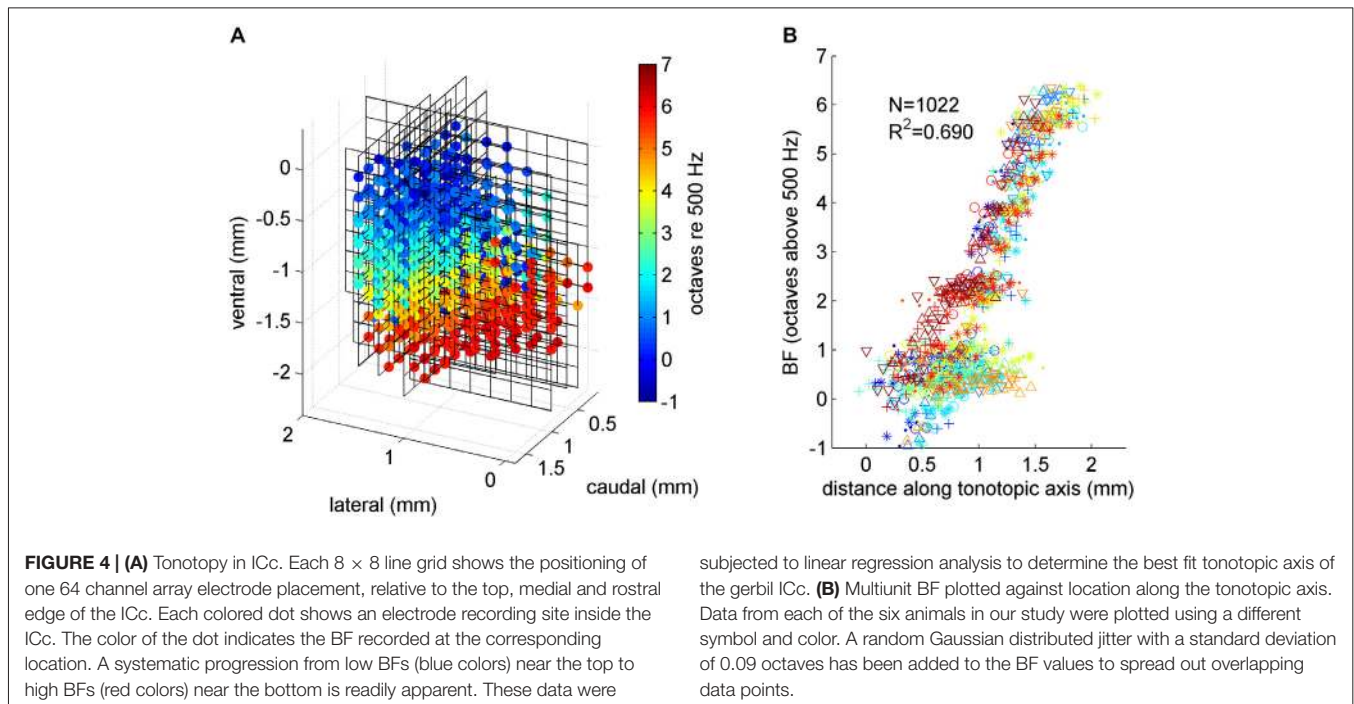 A
7
6
5
4
3
2
1
0
-1
octaves re 500 Hz
0
-0.5
-1
-1.5
-2
ventral (mm)
2
1
0
lateral (mm)
0.5
1
1.5
caudal (mm)
B
N=1022
R²=0.690
7
6
5
4
3
2
1
0
-1
BF (octaves above 500 Hz)
0 0.5 1 1.5 2
distance along tonotopic axis (mm)
FIGURE 4 | (A) Tonotopy in ICc. Each 8 × 8 line grid shows the positioning of
one 64 channel array electrode placement, relative to the top, medial and rostral
edge of the ICc. Each colored dot shows an electrode recording site inside the
ICc. The color of the dot indicates the BF recorded at the corresponding
location. A systematic progression from low BFs (blue colors) near the top to
high BFs (red colors) near the bottom is readily apparent. These data were
subjected to linear regression analysis to determine the best fit tonotopic axis of
the gerbil ICc. (B) Multiunit BF plotted against location along the tonotopic axis.
Data from each of the six animals in our study were plotted using a different
symbol and color. A random Gaussian distributed jitter with a standard deviation
of 0.09 octaves has been added to the BF values to spread out overlapping
data points.